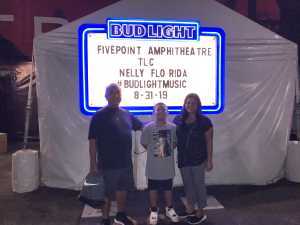 BUD LIGHT
FIVEPOINT AMPHITHEATRE
TLC
NELLY FLO RIDA
#BUDLIGHTMUSIC
8-31-19